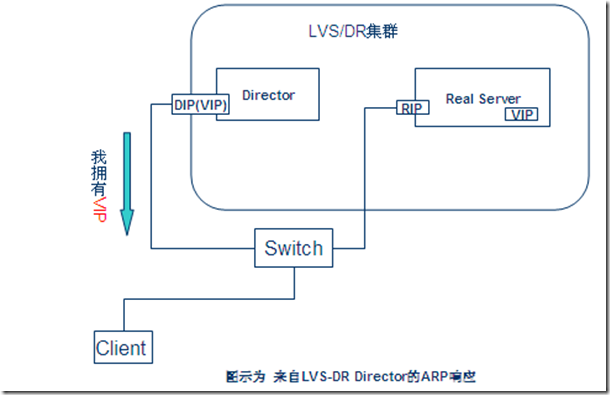 LVS/DR集群
DIP(VIP)
Director
RIP
Real Server
VIP
我拥有VIP
Switch
Client
图示为 来自LVS-DR Director的ARP响应